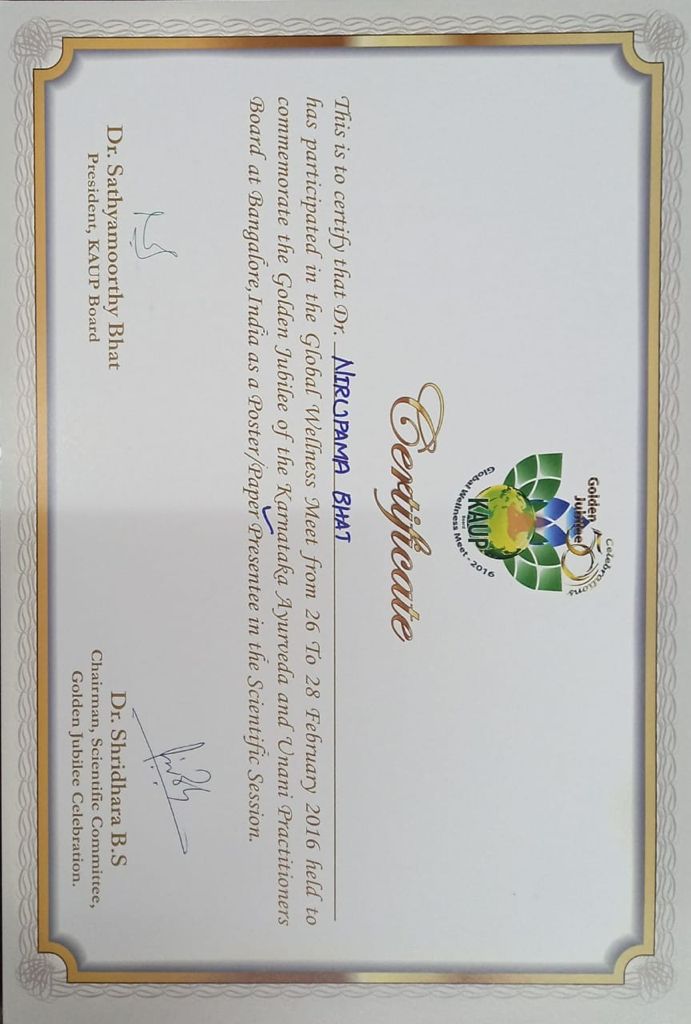 Golden
Jubilee
50
Celebrations
KAUP
Board
Global Wellness Meet - 2016
Certificate
This is to certify that Dr. NIRUPAMA BHAT
has participated in the Global Wellness Meet from 26 To 28 February 2016 held to
commemorate the Golden Jubilee of the Karnataka Ayurveda and Unani Practitioners
Board at Bangalore,India as a Poster/Paper Presentee in the Scientific Session.
Dr. Sathyamoorthy Bhat
President, KAUP Board
Dr. Shridhara B.S
Chairman, Scientific Committee,
Golden Jubilee Celebration.